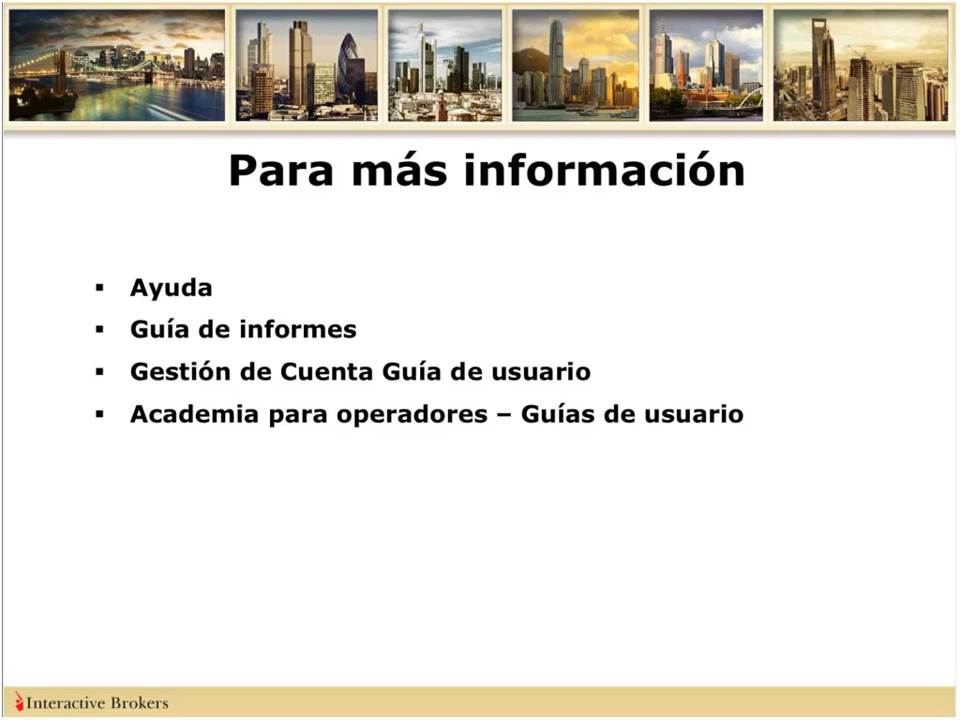 Para más información
▪ Ayuda
▪ Guía de informes
▪ Gestión de Cuenta Guía de usuario
▪ Academia para operadores – Guías de usuario
Interactive Brokers